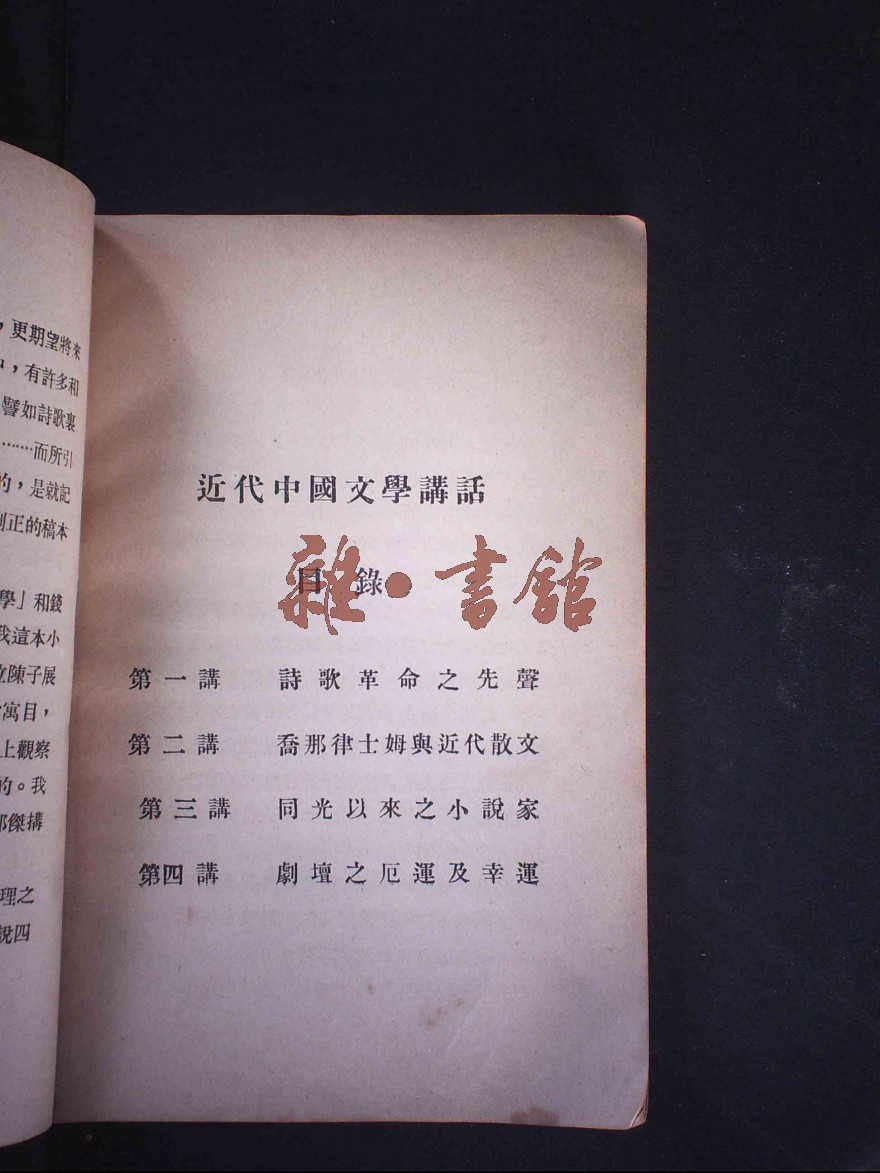 ，更期望將來
，有許多和
譬如詩歌裏
……而所引
的，是就記
正的稿本
學」和錢
我這本小
陳子展
寓目，
上觀察
的。我
傑搆
理之
說四
近代中國文學講話
目錄
雜·書館
第一講 詩歌革命之先聲
第二講 喬那律士姆與近代散文
第三講 同光以來之小說家
第四講 劇壇之厄運及幸運